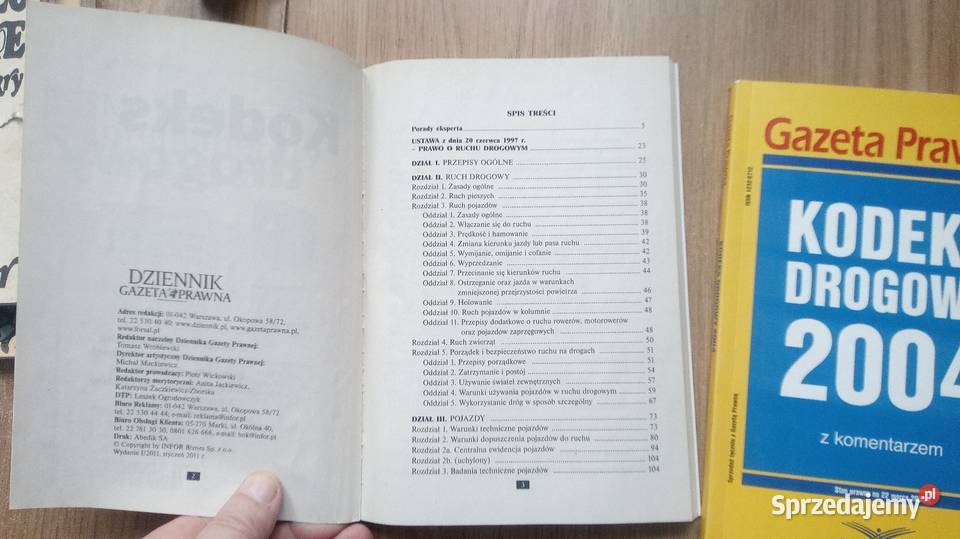 DZIENNIK
GAZETA PRAWNA
Adres redakcji: 01-042 Warszawa, ul. Okopowa 58/72,
tel. 22 530 40 40; www.dziennik.pl, www.gazetaprawna.pl,
www.forsal.pl
Redaktor naczelny Dziennika Gazety Prawnej:
Tomasz Wróblewski
Dyrektor artystyczny Dziennika Gazety Prawnej:
Michał Mackiewicz
Redaktor prowadzący: Piotr Wickowski
Redaktorzy merytoryczni: Anita Jackiewicz,
Katarzyna Żaczkiewicz-Zborska
DTP: Leszek Ogrodowczyk
Biuro Reklamy: 01-042 Warszawa, ul. Okopowa 58/72
tel. 22 530 44 44; e-mail: reklama@infor.pl
Biuro Obsługi Klienta: 05-270 Marki, ul. Okólna 40,
tel. 22 761 30 30, 0801 626 666, e-mail: bok@infor.pl
Druk: Abedik SA
© Copyright by INFOR Biznes Sp. z o.o.
Wydanie I/2011, styczeń 2011 r.
2
SPIS TREŚCI
Porady eksperta 5
USTAWA z dnia 20 czerwca 1997 r.
– PRAWO O RUCHU DROGOWYM 23
DZIAŁ I. PRZEPISY OGÓLNE 25
DZIAŁ II. RUCH DROGOWY 30
Rozdział 1. Zasady ogólne 30
Rozdział 2. Ruch pieszych 35
Rozdział 3. Ruch pojazdów 38
Oddział 1. Zasady ogólne 38
Oddział 2. Włączanie się do ruchu 38
Oddział 3. Prędkość i hamowanie 39
Oddział 4. Zmiana kierunku jazdy lub pasa ruchu 42
Oddział 5. Wymijanie, omijanie i cofanie 42
Oddział 6. Wyprzedzanie 43
Oddział 7. Przecinanie się kierunków ruchu 44
Oddział 8. Ostrzeganie oraz jazda w warunkach
zmniejszonej przejrzystości powietrza 46
Oddział 9. Holowanie 47
Oddział 10. Ruch pojazdów w kolumnie 48
Oddział 11. Przepisy dodatkowe o ruchu rowerów, motorowerów
oraz pojazdów zaprzęgowych 48
Rozdział 4. Ruch zwierząt 50
Rozdział 5. Porządek i bezpieczeństwo ruchu na drogach 51
Oddział 1. Przepisy porządkowe 51
Oddział 2. Zatrzymanie i postój 54
Oddział 3. Używanie świateł zewnętrznych 57
Oddział 4. Warunki używania pojazdów w ruchu drogowym 59
Oddział 5. Wykorzystanie dróg w sposób szczególny 67
DZIAŁ III. POJAZDY 73
Rozdział 1. Warunki techniczne pojazdów 73
Rozdział 2. Warunki dopuszczenia pojazdów do ruchu 80
Rozdział 2a. Centralna ewidencja pojazdów 94
Rozdział 2b. (uchylony) 104
Rozdział 3. Badania techniczne pojazdów 104
3
Gazeta Praw
ISSN 1232-6712
KODEK
DROGOW
2004
z komentarzem
Sprzedaż łącznie z Gazetą Prawną
Stan prawny na 22 marca 20
Sprzedajemy.pl